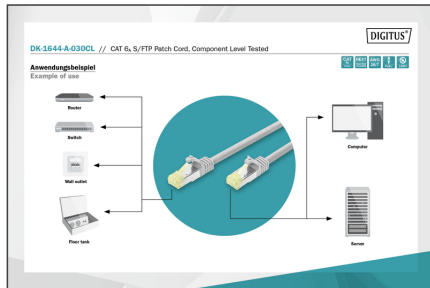 DIGITUS®
DK-1644-A-030CL // CAT 6A S/FTP Patch Cord, Component Level Tested
Anwendungsbeispiel
Example of use
Router
Switch
Wall outlet
Floor tank
Computer
Server